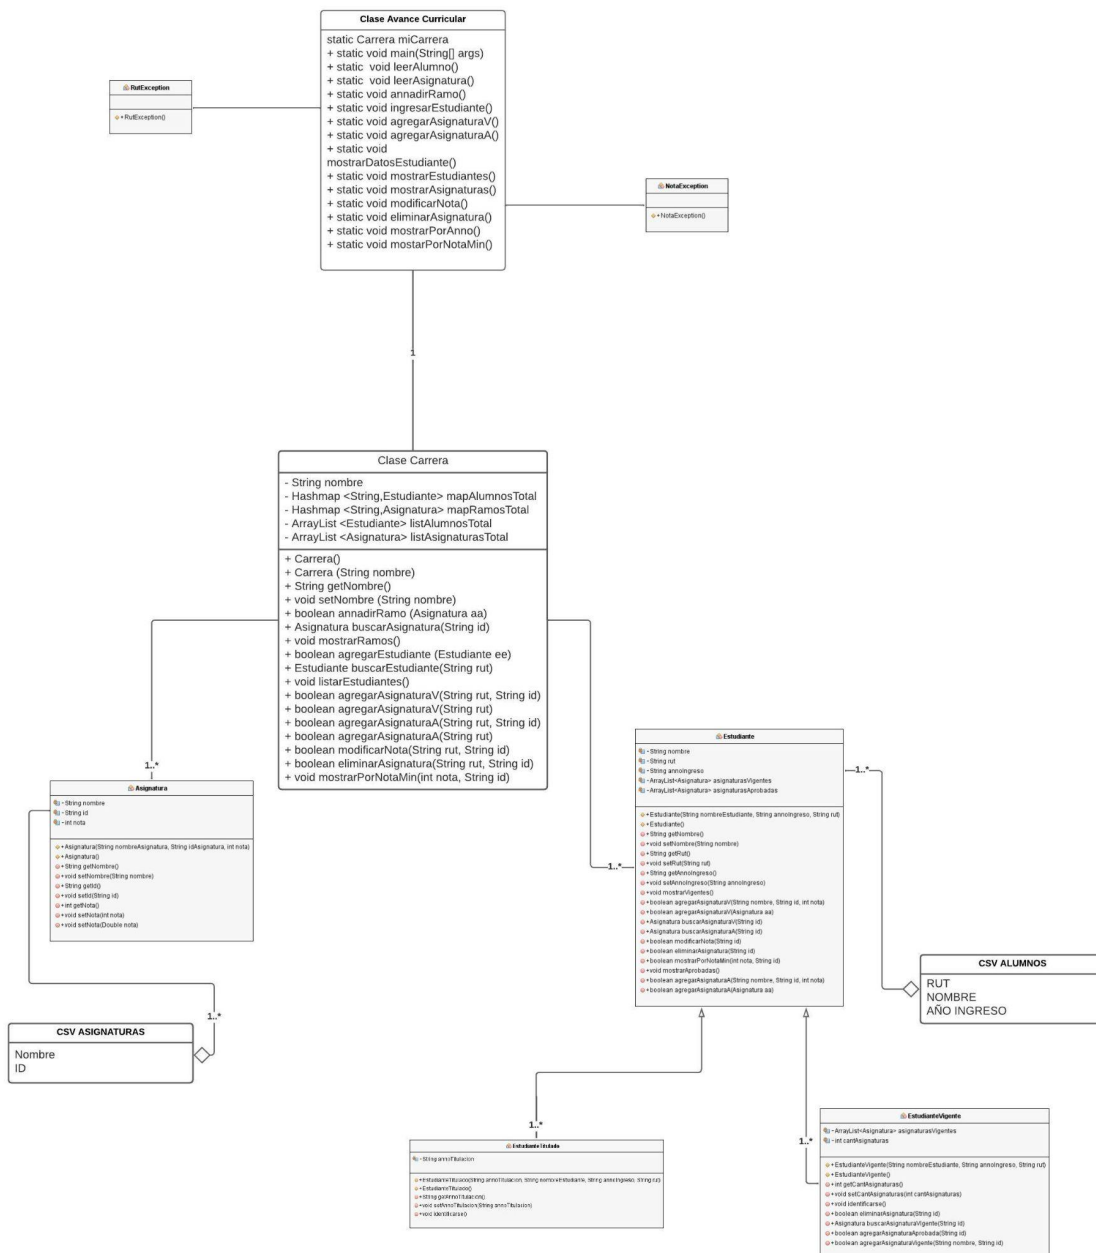 Clase Avance Curricular
static Carrera miCarrera
+ static void main(String[] args)
+ static void leerAlumno()
+ static void leerAsignatura()
+ static void annadirRamo()
+ static void ingresarEstudiante()
+ static void agregarAsignaturaV()
+ static void agregarAsignaturaA()
+ static void
mostrarDatosEstudiante()
+ static void mostrarEstudiantes()
+ static void mostrarAsignaturas()
+ static void modificarNota()
+ static void eliminarAsignatura()
+ static void mostrarPorAnno()
+ static void mostarPorNotaMin()
RutException
+ RutException()
NotaException
+ NotaException()
1
Clase Carrera
- String nombre
- Hashmap <String,Estudiante> mapAlumnosTotal
- Hashmap <String,Asignatura> mapRamosTotal
- ArrayList <Estudiante> listAlumnosTotal
- ArrayList <Asignatura> listAsignaturasTotal
+ Carrera()
+ Carrera (String nombre)
+ String getNombre()
+ void setNombre (String nombre)
+ boolean annadirRamo (Asignatura aa)
+ Asignatura buscarAsignatura(String id)
+ void mostrarRamos()
+ boolean agregarEstudiante (Estudiante ee)
+ Estudiante buscarEstudiante(String rut)
+ void listarEstudiantes()
+ boolean agregarAsignaturaV(String rut, String id)
+ boolean agregarAsignaturaV(String rut)
+ boolean agregarAsignaturaA(String rut, String id)
+ boolean agregarAsignaturaA(String rut)
+ boolean modificarNota(String rut, String id)
+ boolean eliminarAsignatura(String rut, String id)
+ void mostrarPorNotaMin(int nota, String id)
1..*
Asignatura
- String nombre
- String id
- int nota
+ Asignatura(String nombreAsignatura, String idAsignatura, int nota)
+ Asignatura()
+ String getNombre()
+ void setNombre(String nombre)
+ String getId()
+ void setId(String id)
+ int getNota()
+ void setNota(int nota)
+ void setNota(Double nota)
1..*
CSV ASIGNATURAS
Nombre
ID
1..*
Estudiante
- String nombre
- String rut
- String annoIngreso
- ArrayList<Asignatura> asignaturasVigentes
- ArrayList<Asignatura> asignaturasAprobadas
+ Estudiante(String nombreEstudiante, String annoIngreso, String rut)
+ Estudiante()
+ String getNombre()
+ void setNombre(String nombre)
+ String getRut()
+ void setRut(String rut)
+ String getAnnoIngreso()
+ void setAnnoIngreso(String annoIngreso)
+ void mostrarVigentes()
+ boolean agregarAsignaturaV(String nombre, String id, int nota)
+ boolean agregarAsignaturaV(Asignatura aa)
+ Asignatura buscarAsignaturaV(String id)
+ Asignatura buscarAsignaturaA(String id)
+ boolean modificarNota(String id)
+ boolean eliminarAsignatura(String id)
+ boolean mostrarPorNotaMin(int nota, String id)
+ void mostrarAprobadas()
+ boolean agregarAsignaturaA(String nombre, String id, int nota)
+ boolean agregarAsignaturaA(Asignatura aa)
1..*
CSV ALUMNOS
RUT
NOMBRE
AÑO INGRESO
1..*
EstudianteTitulado
- String annoTitulacion
+ EstudianteTitulado(String annoTitulacion, String nombreEstudiante, String annoIngreso, String rut)
+ EstudianteTitulado()
+ String getAnnoTitulacion()
+ void setAnnoTitulacion(String annoTitulacion)
+ void identificarse()
1..*
EstudianteVigente
- ArrayList<Asignatura> asignaturasVigentes
- int cantAsignaturas
+ EstudianteVigente(String nombreEstudiante, String annoIngreso, String rut)
+ EstudianteVigente()
+ int getCantAsignaturas()
+ void setCantAsignaturas(int cantAsignaturas)
+ void identificarse()
+ boolean eliminarAsignatura(String id)
+ Asignatura buscarAsignaturaVigente(String id)
+ boolean agregarAsignaturaAprobada(String id)
+ boolean agregarAsignaturaVigente(String nombre, String id)